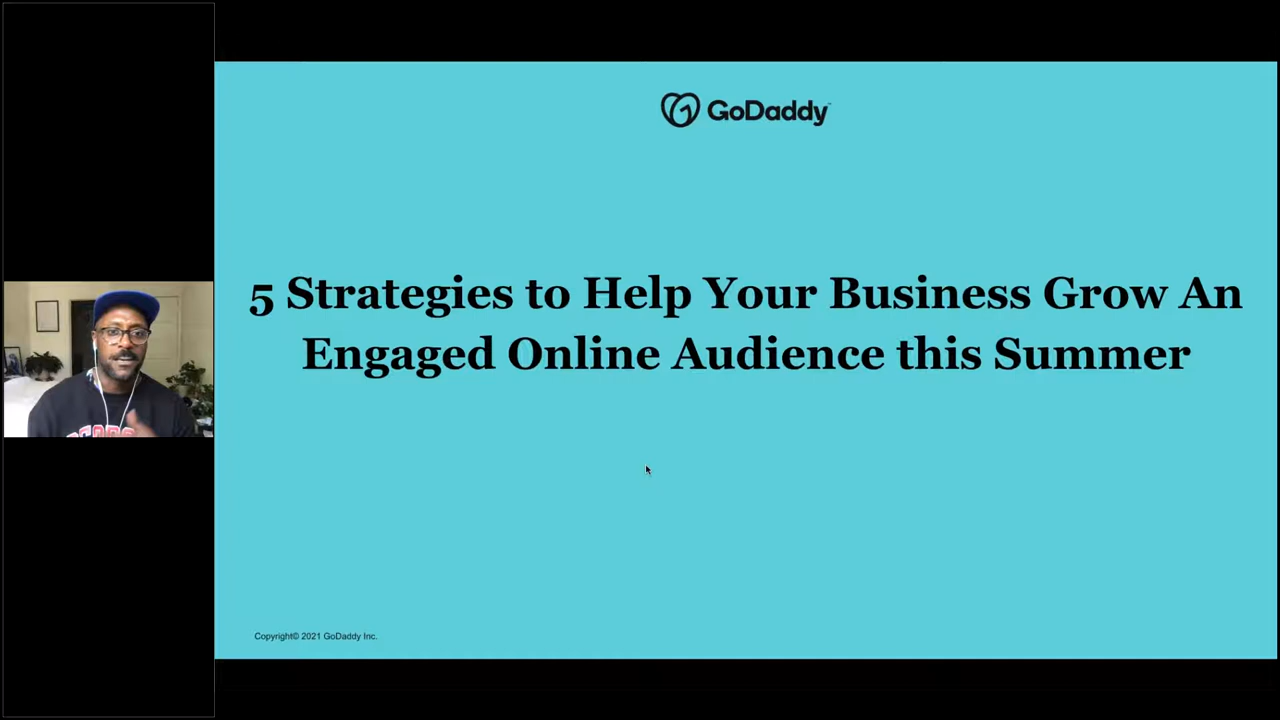 GoDaddy
5 Strategies to Help Your Business Grow An
Engaged Online Audience this Summer
Copyright© 2021 GoDaddy Inc.